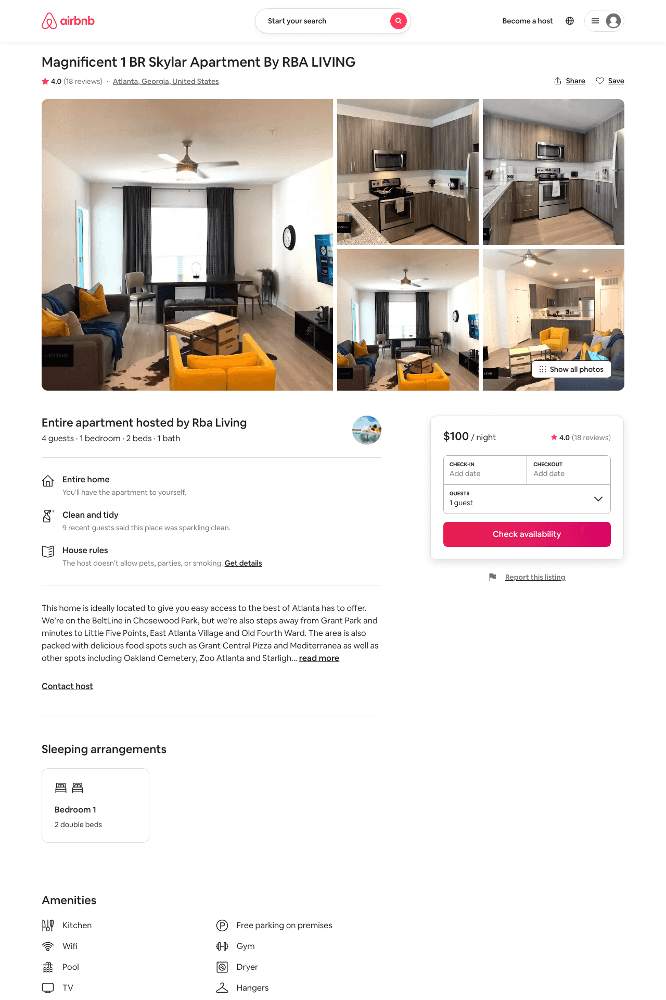 airbnb
Start your search
Become a host
Magnificent 1 BR Skylar Apartment By RBA LIVING
4.0 (18 reviews) · Atlanta, Georgia, United States
Share
Save
LIVING
LIVING
Show all photos
Entire apartment hosted by Rba Living
4 guests · 1 bedroom · 2 beds · 1 bath
$100 / night
4.0 (18 reviews)
CHECK-IN
Add date
CHECKOUT
Add date
GUESTS
1 guest
Check availability
Report this listing
Entire home
You’ll have the apartment to yourself.
Clean and tidy
9 recent guests said this place was sparkling clean.
House rules
The host doesn’t allow pets, parties, or smoking. Get details
This home is ideally located to give you easy access to the best of Atlanta has to offer.
We’re on the BeltLine in Chosewood Park, but we’re also steps away from Grant Park and
minutes to Little Five Points, East Atlanta Village and Old Fourth Ward. The area is also
packed with delicious food spots such as Grant Central Pizza and Mediterranea as well as
other spots including Oakland Cemetery, Zoo Atlanta and Starligh... read more
Contact host
Sleeping arrangements
Bedroom 1
2 double beds
Amenities
Kitchen
Free parking on premises
Wifi
Gym
Pool
Dryer
TV
Hangers